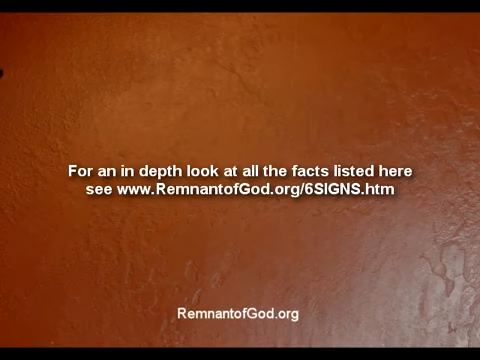 For an in depth look at all the facts listed here
see www.RemnantofGod.org/6SIGNS.htm
RemnantofGod.org